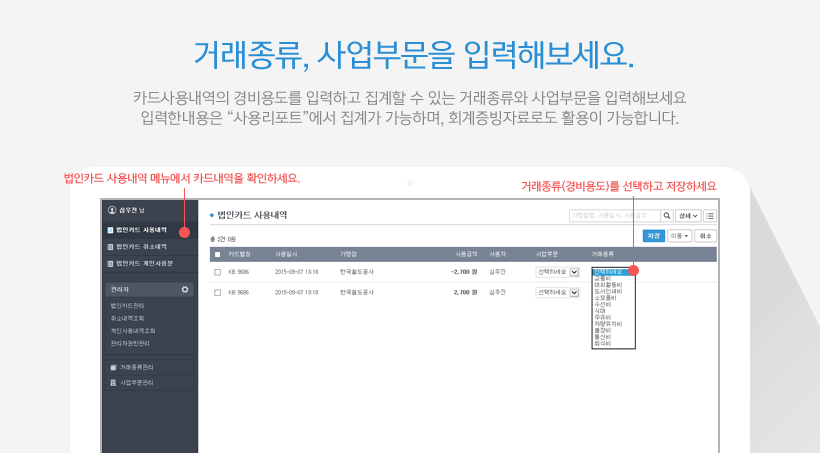 거래종류, 사업부문을 입력해보세요.
카드사용내역의 경비용도를 입력하고 집계할 수 있는 거래종류와 사업부문을 입력해보세요
입력한내용은 “사용리포트”에서 집계가 가능하며, 회계증빙자료로도 활용이 가능합니다.
법인카드 사용내역 메뉴에서 카드내역을 확인하세요.
거래종류(경비용도)를 선택하고 저장하세요
심우진 님
법인카드 사용내역
법인카드 취소내역
법인카드 개인사용분
관리자
법인카드관리
취소내역조회
개인사용내역조회
관리자권한관리
거래종류관리
사업부문관리
법인카드 사용내역
가맹점명, 사용일시, 사용금액 상세
총 2건 0원
저장 이동 취소
카드별칭 사용일시 가맹점 사용금액 사용자 사업부문 거래종류
KB 9686 2015-09-07 13:18 한국철도공사 -2,700 원 심우진 선택하세요 선택하세요
KB 9686 2015-09-07 13:18 한국철도공사 2,700 원 심우진 선택하세요
교통비
대외활동비
도서인쇄비
소모품비
수선비
식대
주유비
차량유지비
출장비
통신비
회식비